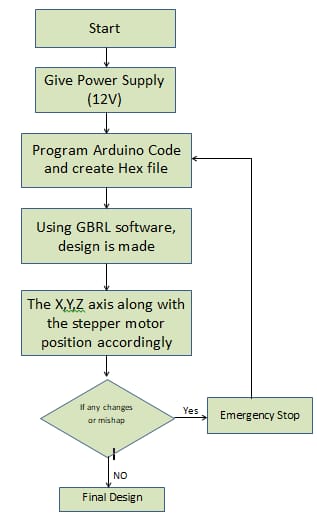 Start
Give Power Supply
(12V)
Program Arduino Code
and create Hex file
Using GBRL software,
design is made
The X,Y,Z axis along with
the stepper motor
position accordingly
If any changes
or mishap
Yes
Emergency Stop
NO
Final Design